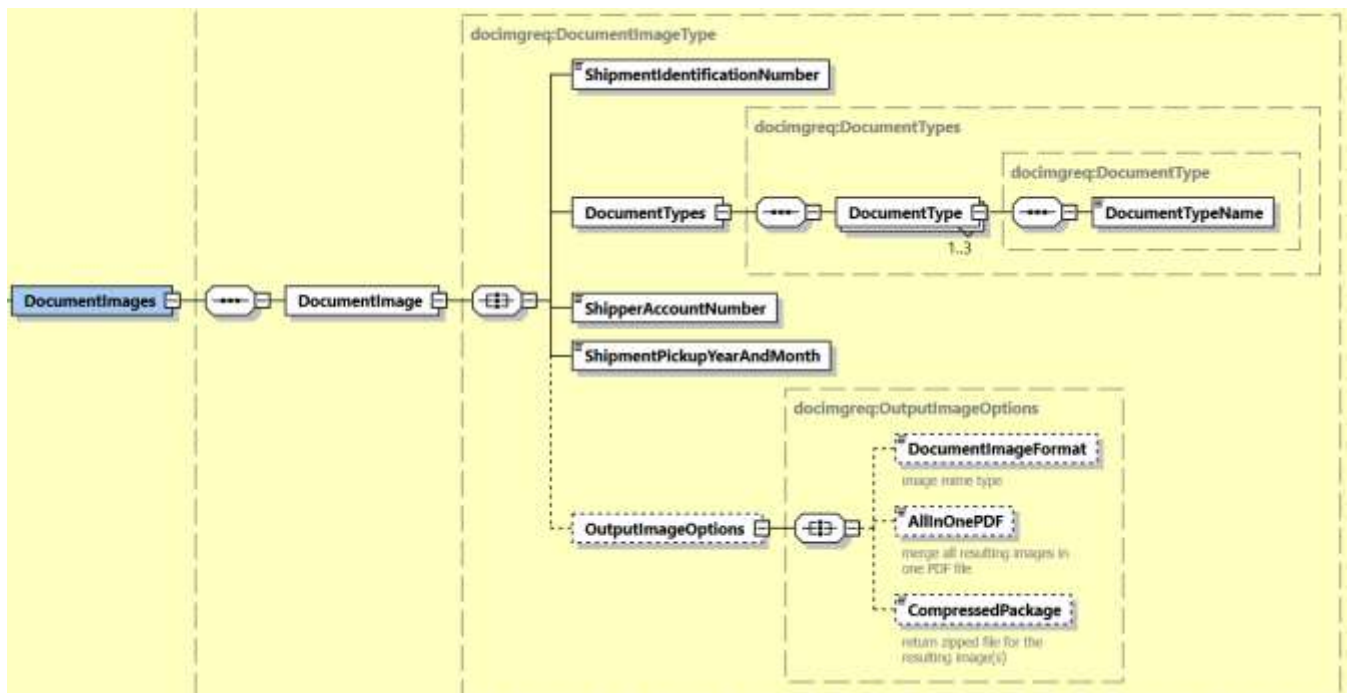 docimgreq:DocumentImageType
ShipmentIdentificationNumber
docimgreq:DocumentTypes
docimgreq:DocumentType
DocumentTypes
DocumentType
DocumentTypeName
1..3
DocumentImages
DocumentImage
ShipperAccountNumber
ShipmentPickupYearAndMonth
docimgreq:OutputImageOptions
DocumentImageFormat
image mime type
OutputImageOptions
AllInOnePDF
merge all resulting images in
one PDF file
CompressedPackage
return zipped file for the
resulting image(s)